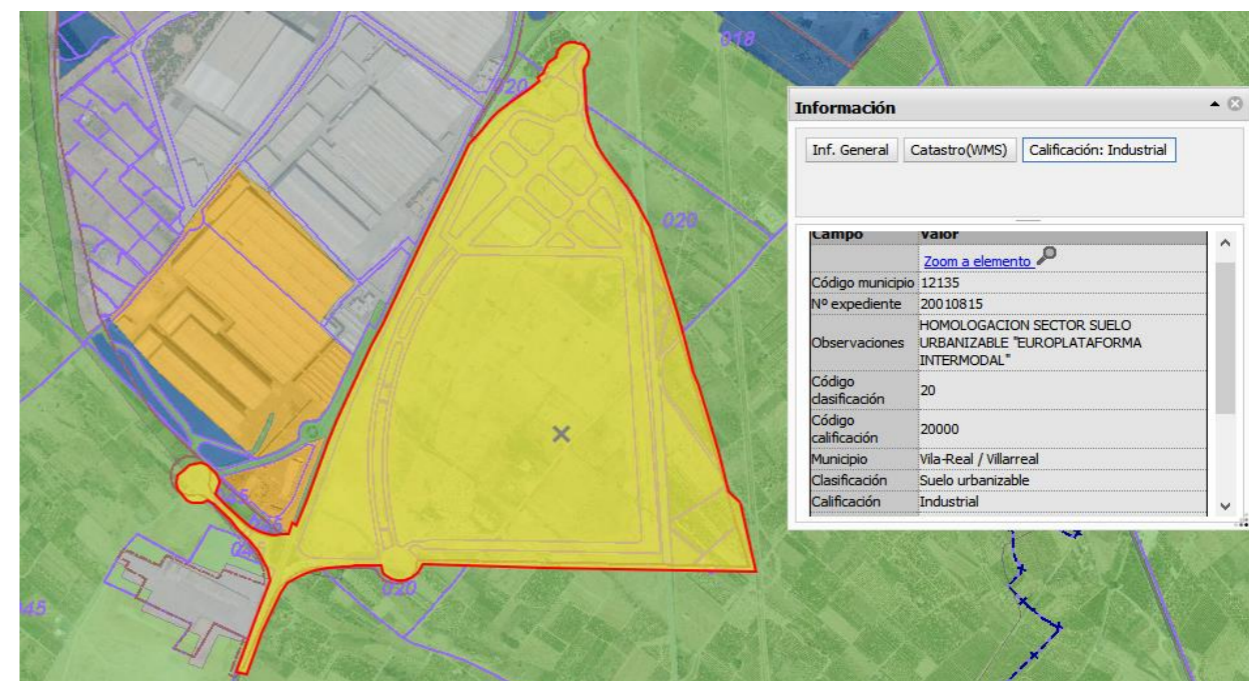 018
020
Información
Inf. General Catastro(WMS) Calificación: Industrial
020
Campo Valor
Zoom a elemento
Código municipio 12135
Nº expediente 20010815
Observaciones HOMOLOGACION SECTOR SUELO
URBANIZABLE "EUROPLATAFORMA
INTERMODAL"
Código
clasificación 20
Código
calificación 20000
Municipio Vila-Real / Villarreal
Clasificación Suelo urbanizable
Calificación Industrial
020